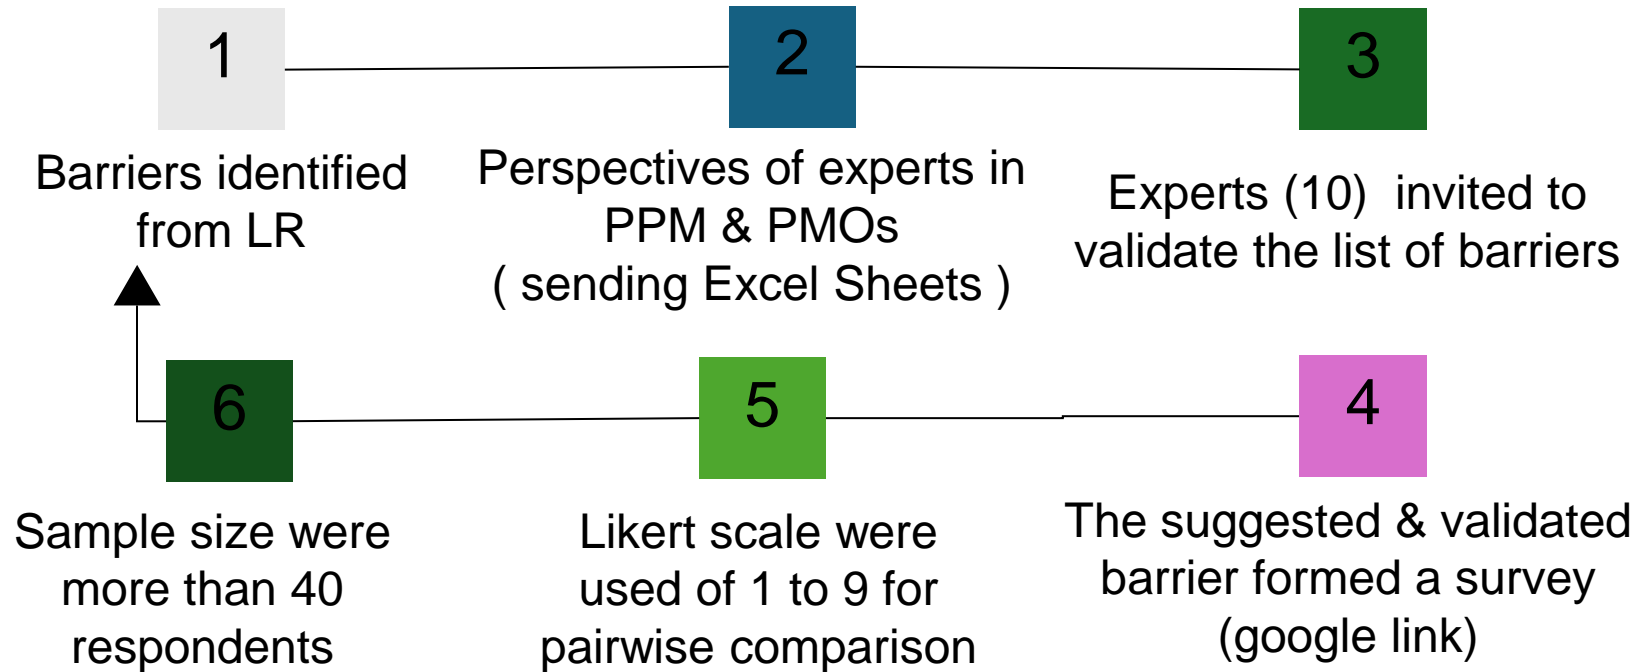 1
Barriers identified
from LR
2
Perspectives of experts in
PPM & PMOs
( sending Excel Sheets )
3
Experts (10)  invited to
validate the list of barriers
4
The suggested & validated
barrier formed a survey
(google link)
5
Likert scale were
used of 1 to 9 for
pairwise comparison
6
Sample size were
more than 40
respondents